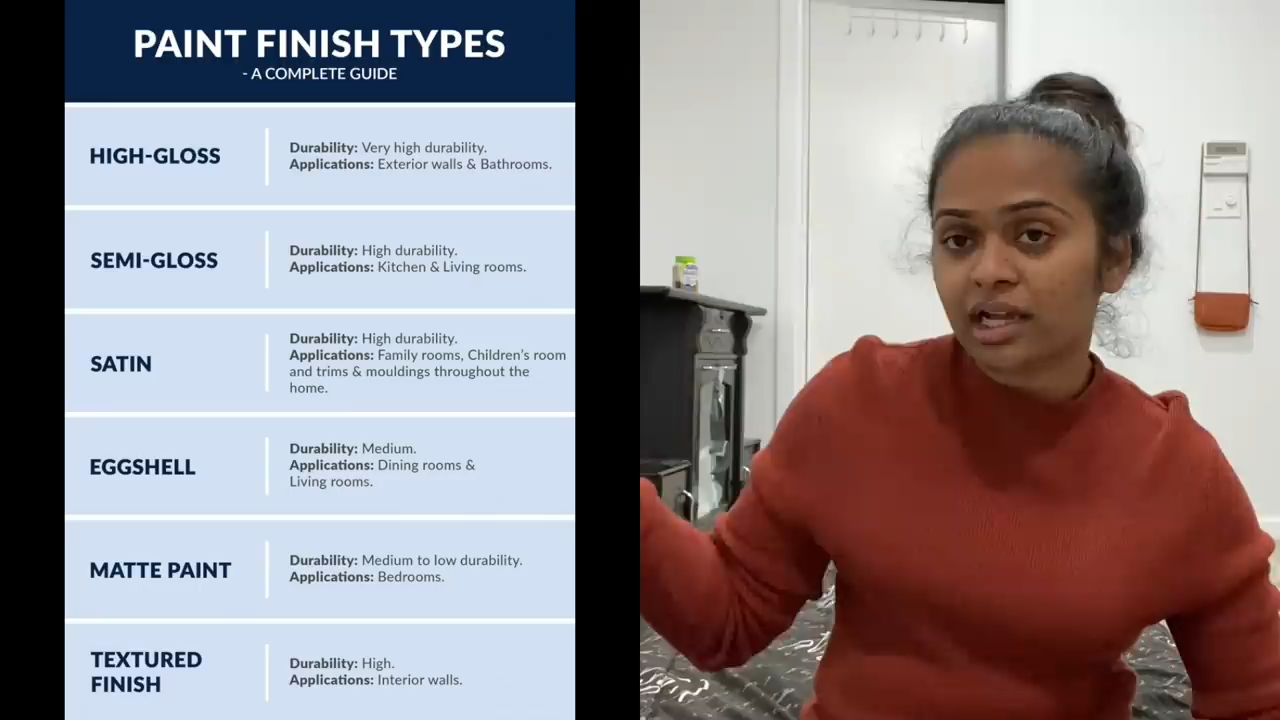 PAINT FINISH TYPES
- A COMPLETE GUIDE
HIGH-GLOSS
Durability: Very high durability.
Applications: Exterior walls & Bathrooms.
SEMI-GLOSS
Durability: High durability.
Applications: Kitchen & Living rooms.
SATIN
Durability: High durability.
Applications: Family rooms, Children's room
and trims & mouldings throughout the
home.
EGGSHELL
Durability: Medium.
Applications: Dining rooms &
Living rooms.
MATTE PAINT
Durability: Medium to low durability.
Applications: Bedrooms.
TEXTURED
FINISH
Durability: High.
Applications: Interior walls.